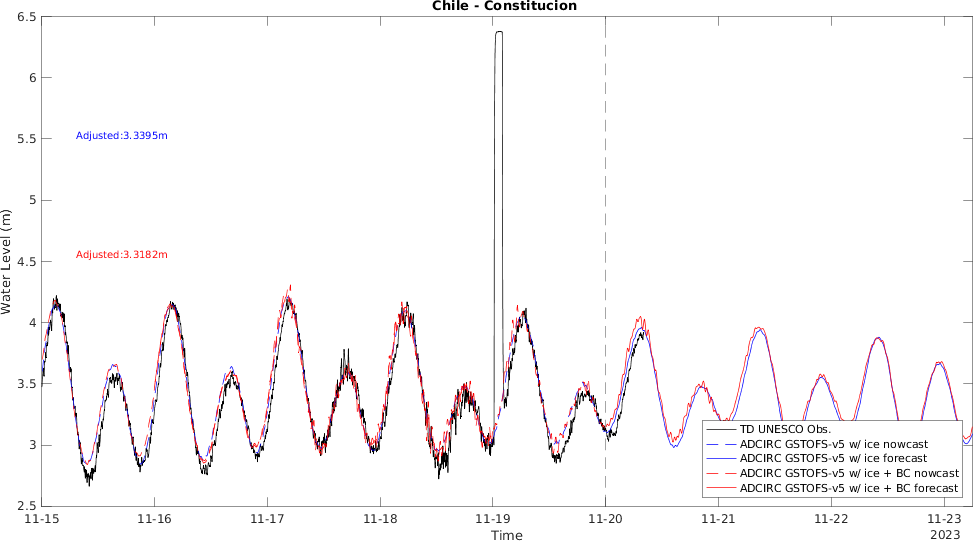 Chile - Constitucion
6.5
6
5.5
5
4.5
4
3.5
3
2.5
Water Level (m)
Adjusted:3.3395m
Adjusted:3.3182m
TD UNESCO Obs.
ADCIRC GSTOFS-v5 w/ ice nowcast
ADCIRC GSTOFS-v5 w/ ice forecast
ADCIRC GSTOFS-v5 w/ ice + BC nowcast
ADCIRC GSTOFS-v5 w/ ice + BC forecast
11-15 11-16 11-17 11-18 11-19 11-20 11-21 11-22 11-23
Time
2023